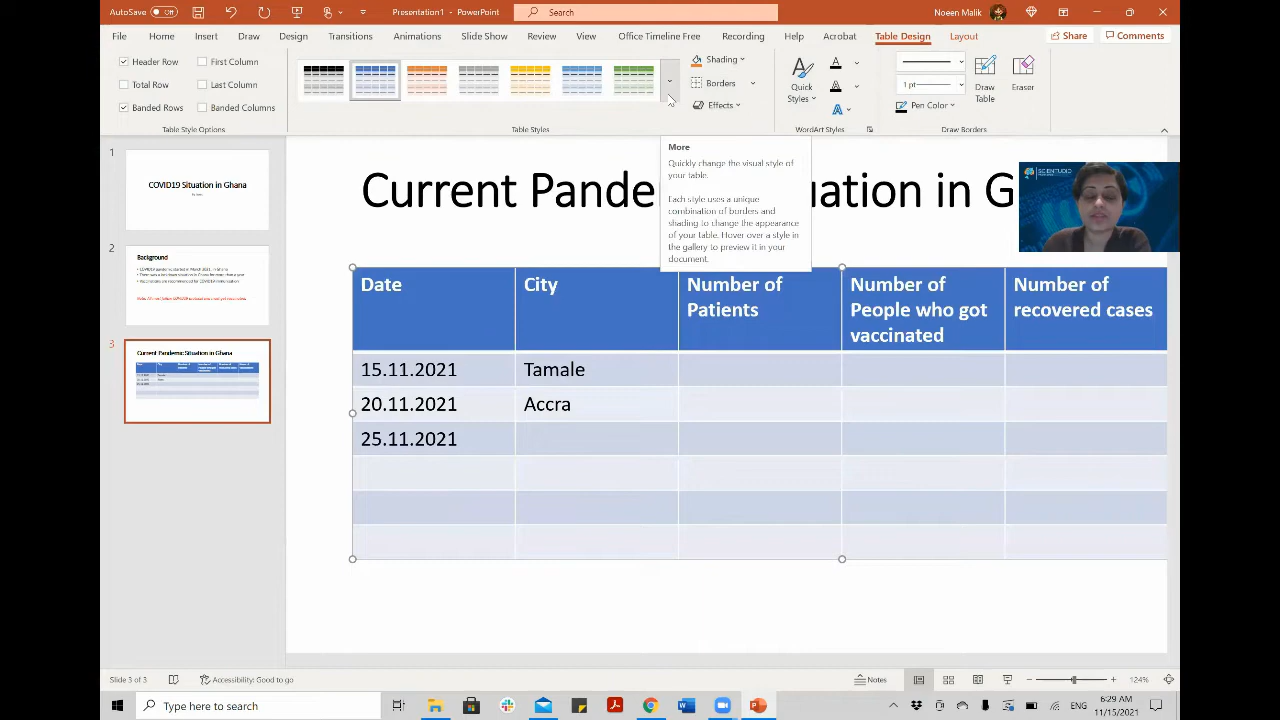 AutoSave Off Presentation1 - PowerPoint Search Noeen Malik
File Home Insert Draw Design Transitions Animations Slide Show Review View Office Timeline Free Recording Help Acrobat Table Design Layout Share Comments
Header Row First Column
Total Row Last Column
Banded Rows Banded Columns
Table Style Options
Table Styles
Shading
Borders
Effects
Quick
Styles
WordArt Styles
1 pt
Pen Color
Draw
Table
Eraser
Draw Borders
More
Quickly change the visual style of
your table.
Each style uses a unique
combination of borders and
shading to change the appearance
of your table. Hover over a style in
the gallery to preview it in your
document.
1
COVID19 Situation in Ghana
2
Background
3
Current Pandemic Situation in Ghana
Current Pande uation in G
SCIENTUDIO
Date City Number of
Patients
Number of
People who got
vaccinated
Number of
recovered cases
15.11.2021 Tamale
20.11.2021 Accra
25.11.2021
Slide 3 of 3 Accessibility: Good to go Notes 124%
Type here to search
ENG
6:29 AM
11/15/2021